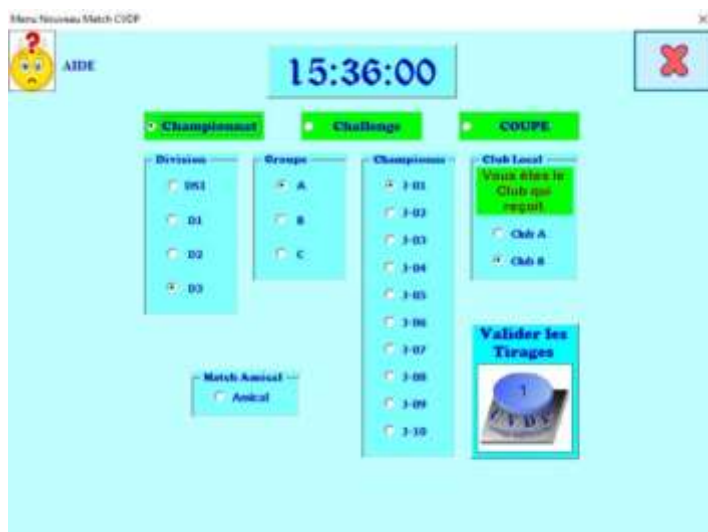 Menu Nouveau Match CVDP
AIDE
15:36:00
Championnat
Challenge
COUPE
Division
DS1
D1
D2
D3
Groupe
A
B
C
Championnat
J-01
J-02
J-03
J-04
J-05
J-06
J-07
J-08
J-09
J-10
Club Local
Vous êtes le
Club qui
reçoit.
Club A
Club B
Match Amical
Amical
Valider les
Tirages
1
CVDP